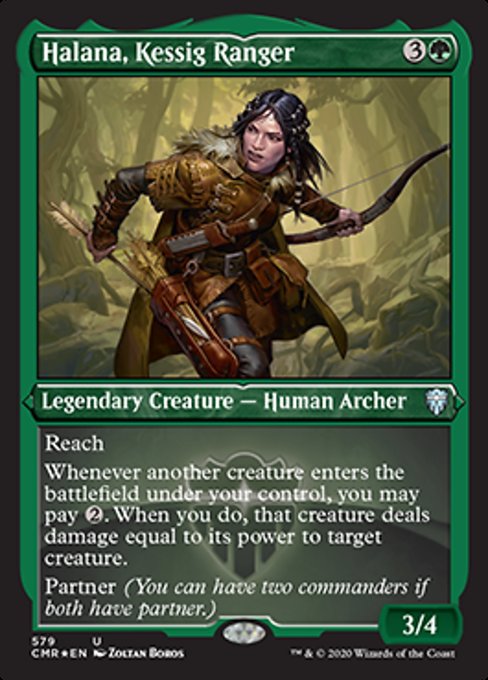 Halana, Kessig Ranger 3
Legendary Creature — Human Archer
Reach
Whenever another creature enters the
battlefield under your control, you may
pay 2. When you do, that creature deals
damage equal to its power to target
creature.
Partner (You can have two commanders if
both have partner.)
3/4
579 U
CMR★EN Zoltan Boros
™ & © 2020 Wizards of the Coast